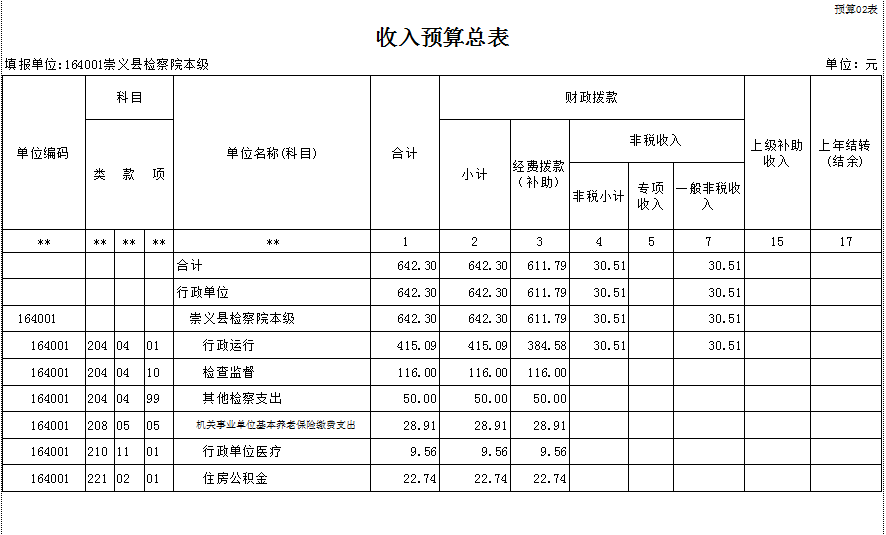 预算02表
收入预算总表
填报单位:164001崇义县检察院本级 单位：元
单位编码 科目 单位名称(科目) 合计 财政拨款 上级补助收入 上年结转(结余)
类 款 项 小计 经费拨款（补助） 非税收入
非税小计 专项收入 一般非税收入
** ** ** ** ** 1 2 3 4 5 7 15 17
合计 642.30 642.30 611.79 30.51 30.51
行政单位 642.30 642.30 611.79 30.51 30.51
164001 崇义县检察院本级 642.30 642.30 611.79 30.51 30.51
164001 204 04 01 行政运行 415.09 415.09 384.58 30.51 30.51
164001 204 04 10 检查监督 116.00 116.00 116.00
164001 204 04 99 其他检察支出 50.00 50.00 50.00
164001 208 05 05 机关事业单位基本养老保险缴费支出 28.91 28.91 28.91
164001 210 11 01 行政单位医疗 9.56 9.56 9.56
164001 221 02 01 住房公积金 22.74 22.74 22.74